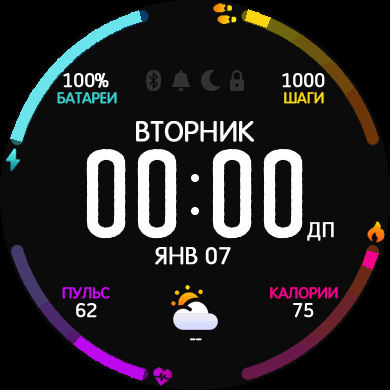 100%
БАТАРЕИ
1000
ШАГИ
ВТОРНИК
00:00
ДП
ЯНВ 07
ПУЛЬС
62
КАЛОРИИ
75
--